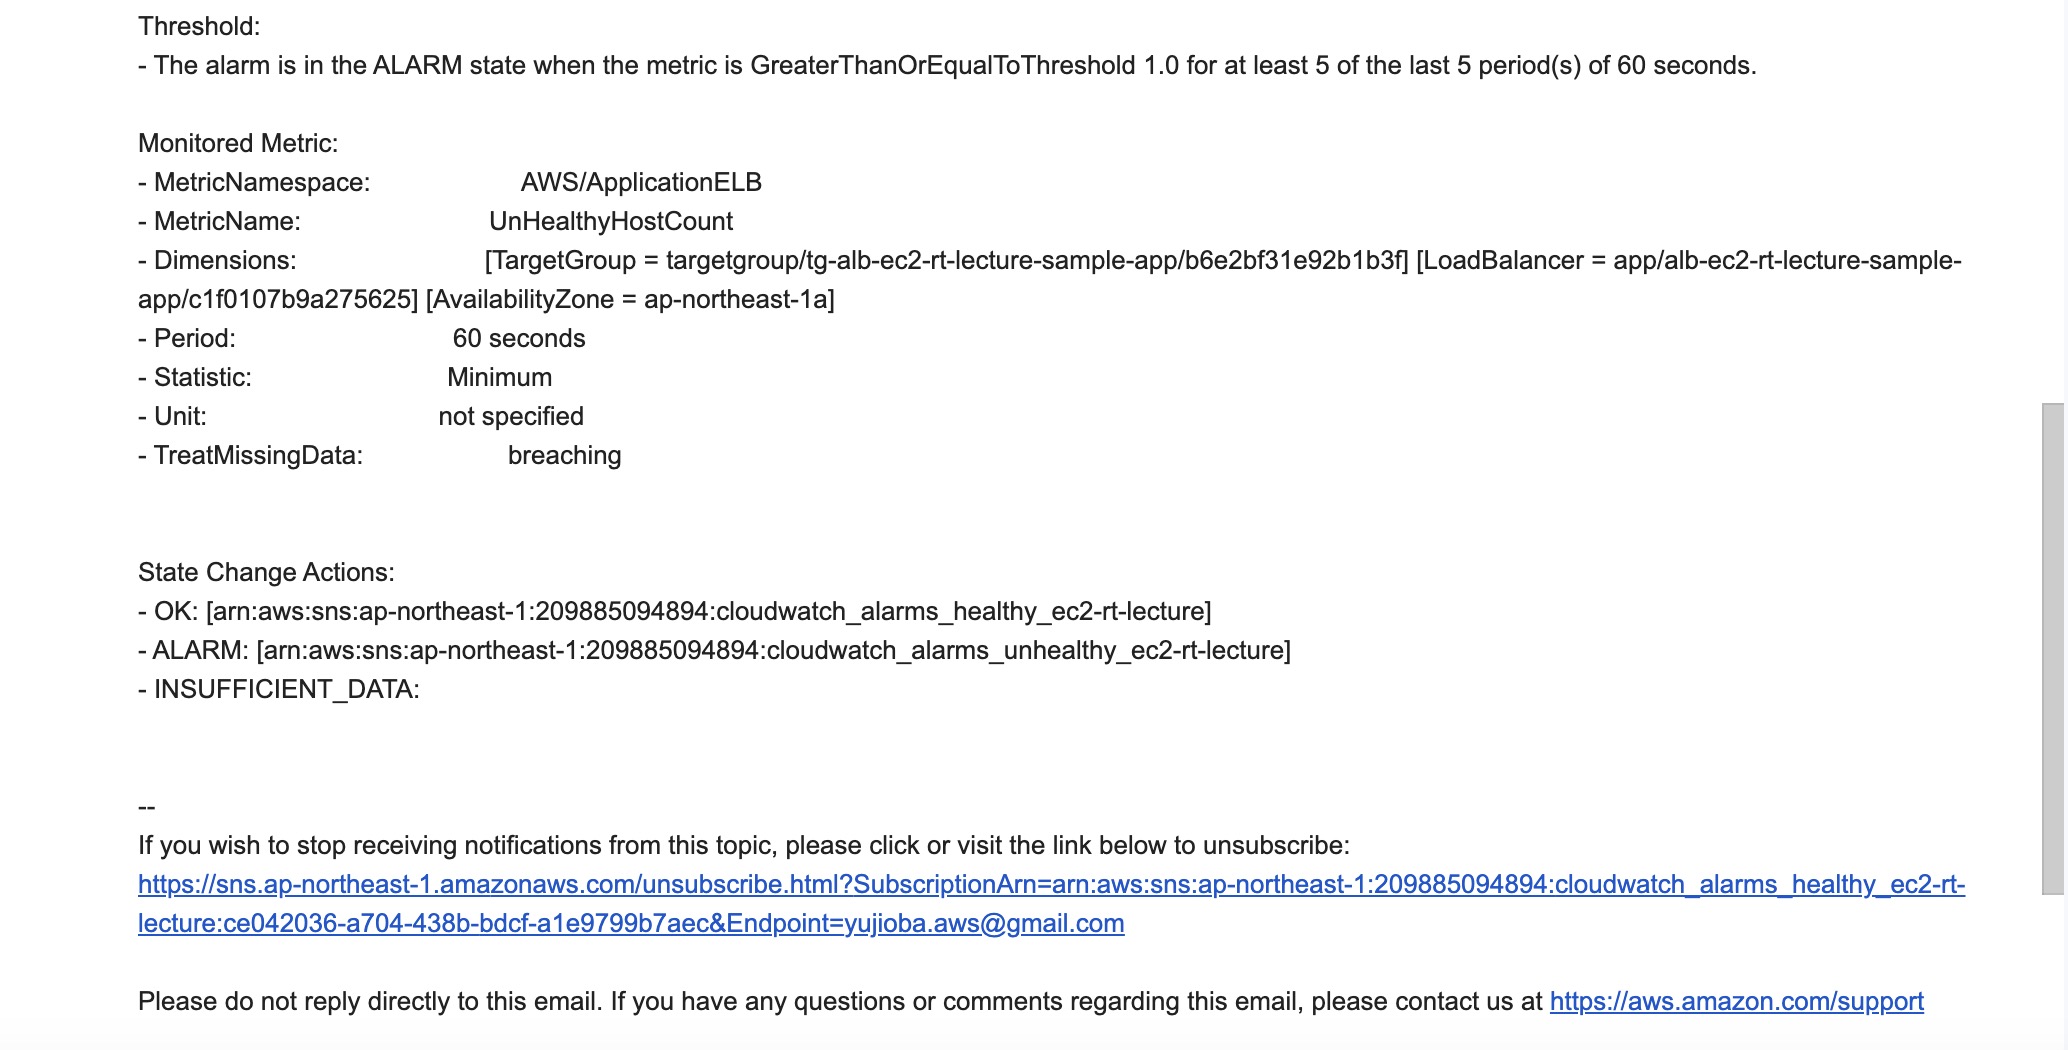 Threshold:
- The alarm is in the ALARM state when the metric is GreaterThanOrEqualToThreshold 1.0 for at least 5 of the last 5 period(s) of 60 seconds.
Monitored Metric:
- MetricNamespace: AWS/ApplicationELB
- MetricName: UnHealthyHostCount
- Dimensions: [TargetGroup = targetgroup/tg-alb-ec2-rt-lecture-sample-app/b6e2bf31e92b1b3f] [LoadBalancer = app/alb-ec2-rt-lecture-sample-
app/c1f0107b9a275625] [AvailabilityZone = ap-northeast-1a]
- Period: 60 seconds
- Statistic: Minimum
- Unit: not specified
- TreatMissingData: breaching
State Change Actions:
- OK: [arn:aws:sns:ap-northeast-1:209885094894:cloudwatch_alarms_healthy_ec2-rt-lecture]
- ALARM: [arn:aws:sns:ap-northeast-1:209885094894:cloudwatch_alarms_unhealthy_ec2-rt-lecture]
- INSUFFICIENT_DATA:
--
If you wish to stop receiving notifications from this topic, please click or visit the link below to unsubscribe:
https://sns.ap-northeast-1.amazonaws.com/unsubscribe.html?SubscriptionArn=arn:aws:sns:ap-northeast-1:209885094894:cloudwatch_alarms_healthy_ec2-rt-
lecture:ce042036-a704-438b-bdcf-a1e9799b7aec&Endpoint=yujioba.aws@gmail.com
Please do not reply directly to this email. If you have any questions or comments regarding this email, please contact us at https://aws.amazon.com/support